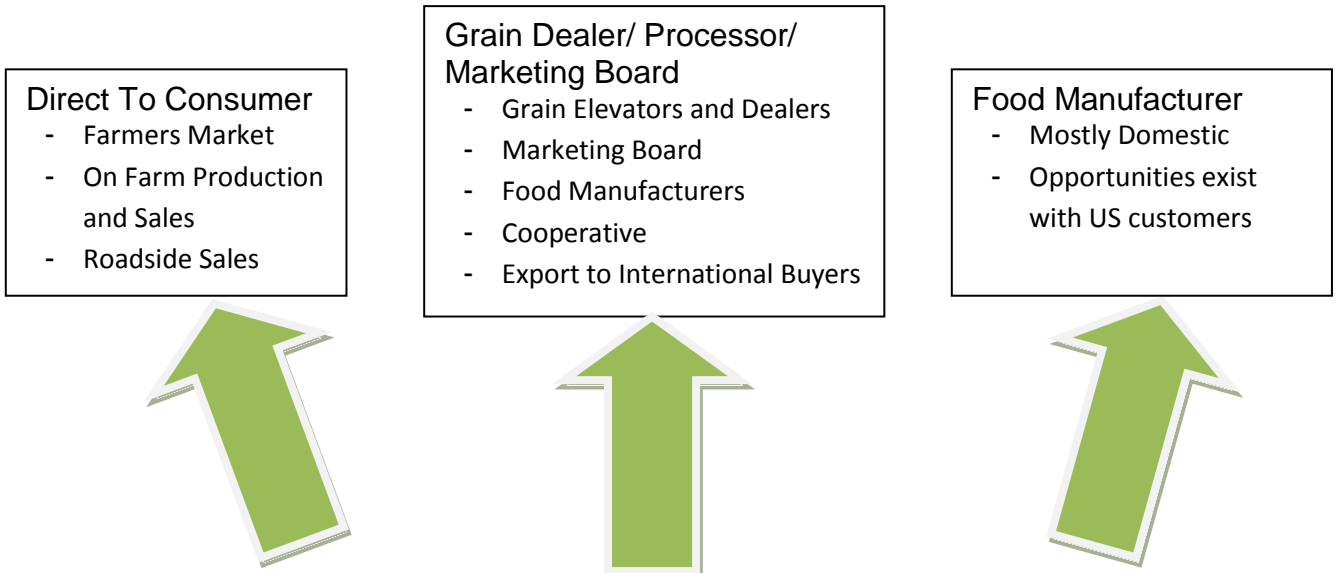 Direct To Consumer
- Farmers Market
- On Farm Production
and Sales
- Roadside Sales
Grain Dealer/ Processor/
Marketing Board
- Grain Elevators and Dealers
- Marketing Board
- Food Manufacturers
- Cooperative
- Export to International Buyers
Food Manufacturer
- Mostly Domestic
- Opportunities exist
with US customers